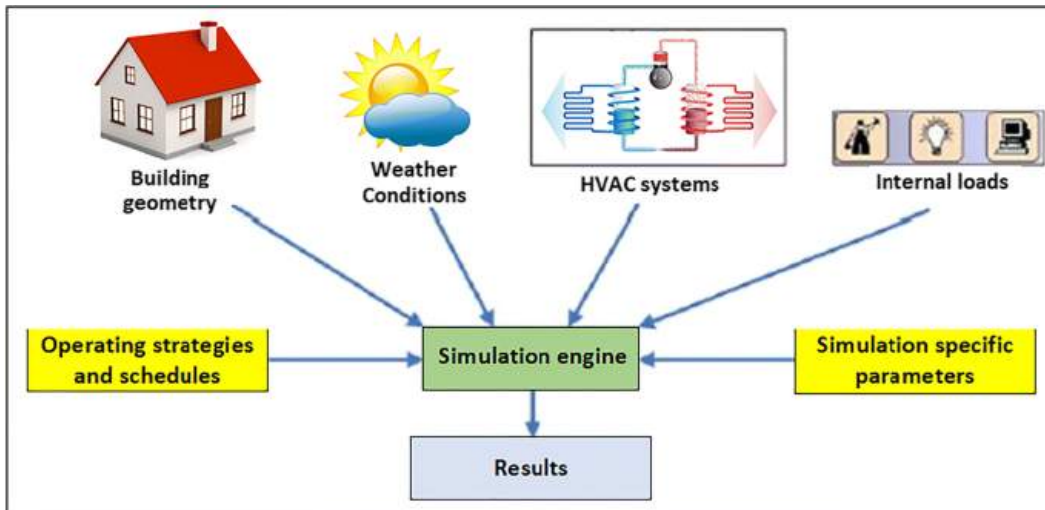 Building
geometry
Weather
Conditions
HVAC systems
Internal loads
Operating strategies
and schedules
Simulation engine
Simulation specific
parameters
Results